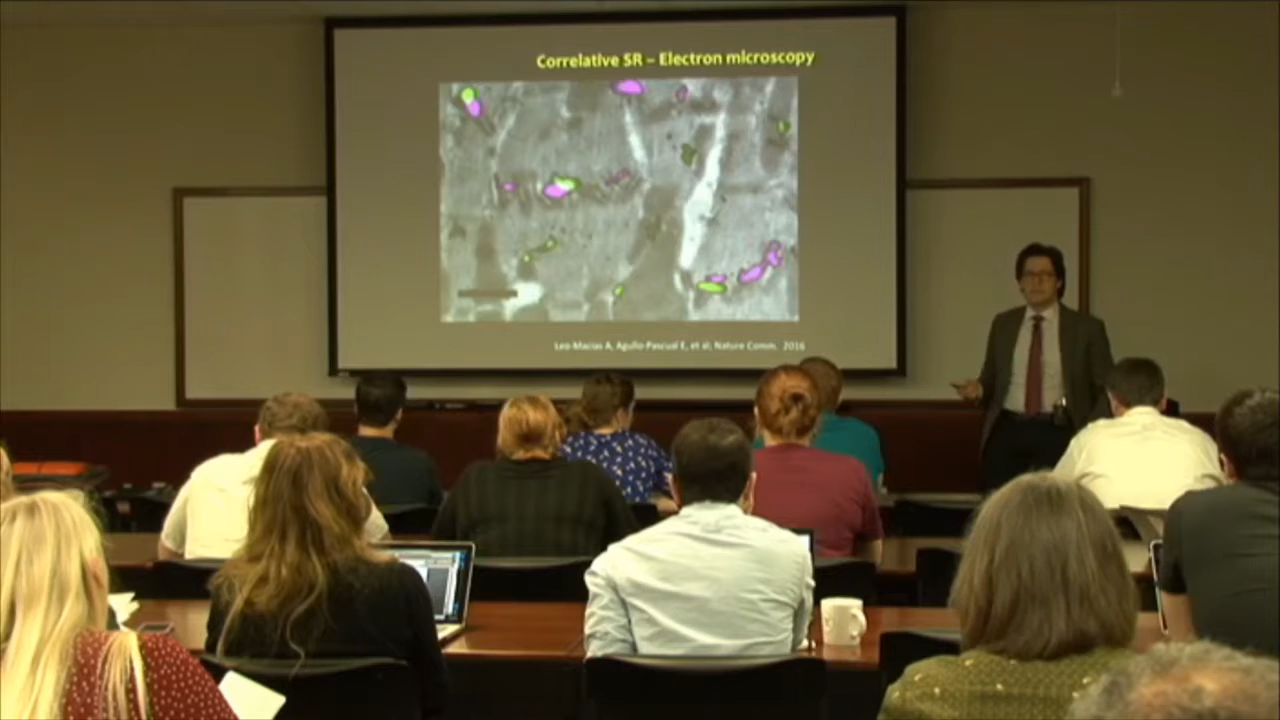 Correlative SR – Electron microscopy
Leo-Macias A, Agullo-Pascual E, et al; Nature Comm. 2016